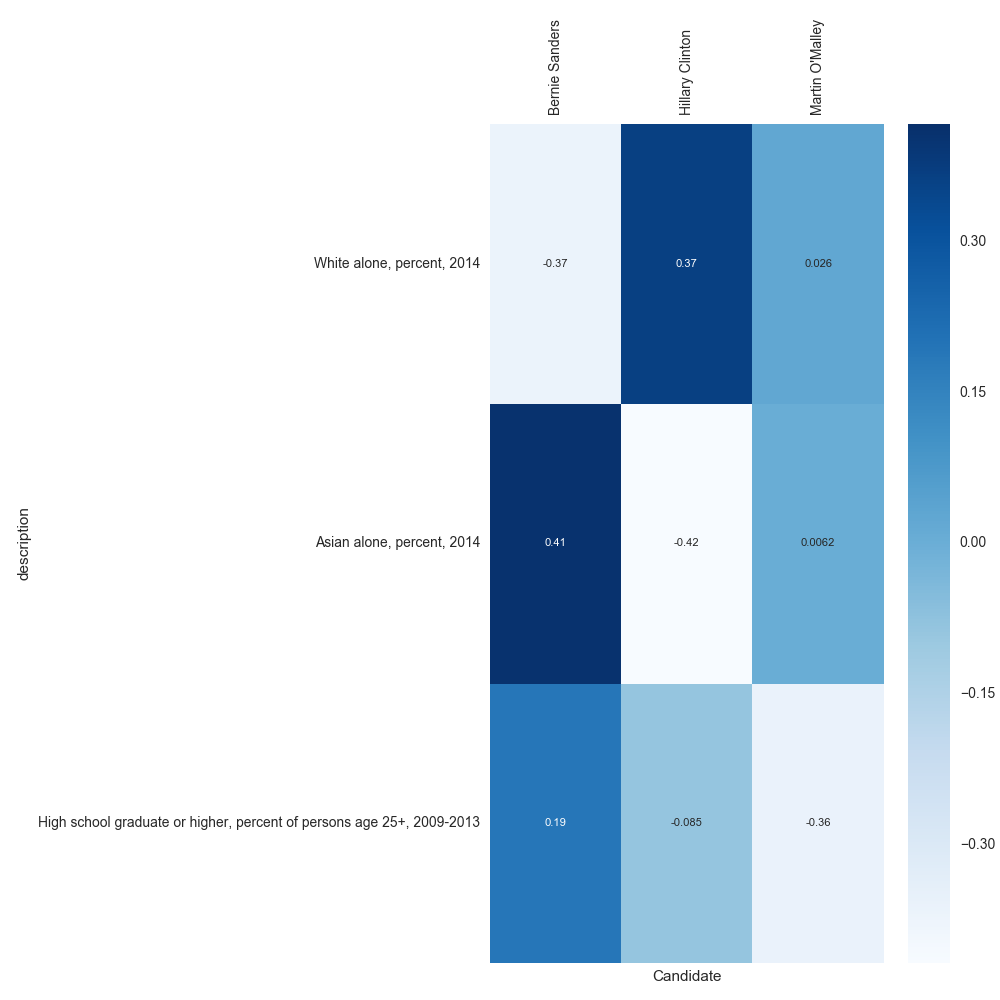 Bernie Sanders
Hillary Clinton
Martin O'Malley
White alone, percent, 2014
-0.37
0.37
0.026
Asian alone, percent, 2014
0.41
-0.42
0.0062
High school graduate or higher, percent of persons age 25+, 2009-2013
0.19
-0.085
-0.36
description
Candidate
0.30
0.15
0.00
−0.15
−0.30